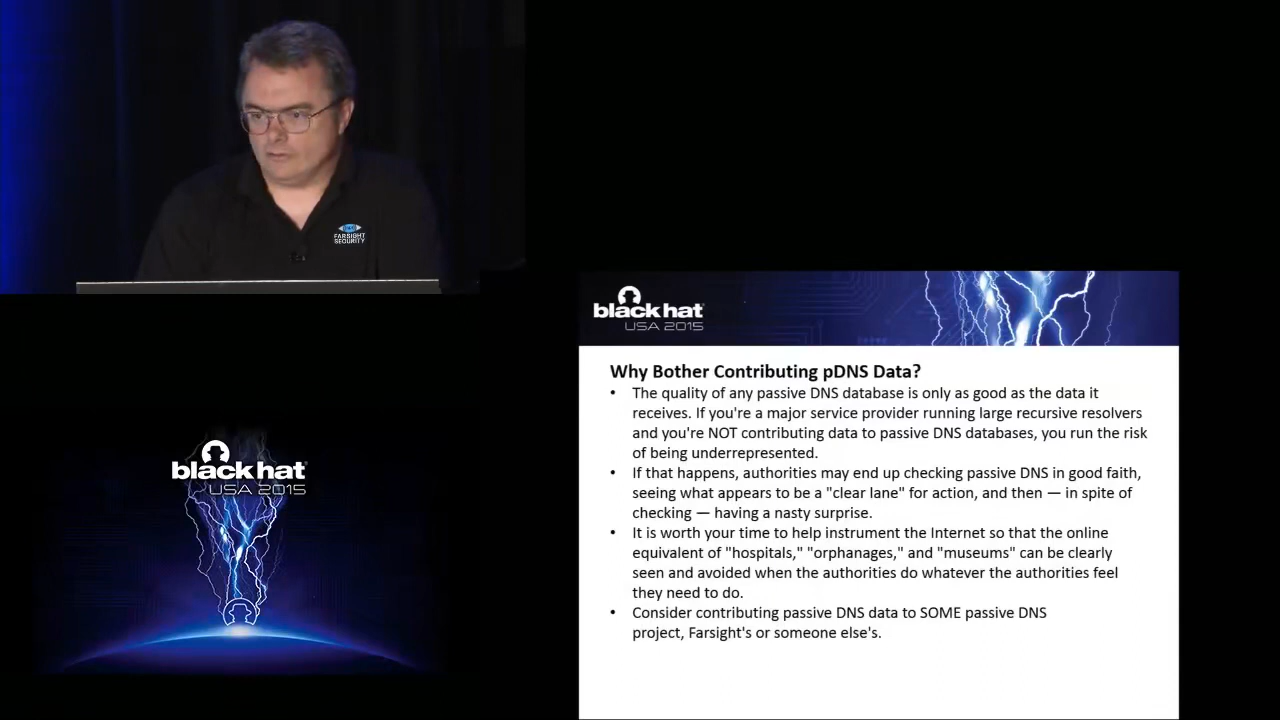 FARSIGHT
SECURITY
black hat
USA 2015
black hat
USA 2015
Why Bother Contributing pDNS Data?
• The quality of any passive DNS database is only as good as the data it
receives. If you're a major service provider running large recursive resolvers
and you're NOT contributing data to passive DNS databases, you run the risk
of being underrepresented.
• If that happens, authorities may end up checking passive DNS in good faith,
seeing what appears to be a "clear lane" for action, and then — in spite of
checking — having a nasty surprise.
• It is worth your time to help instrument the Internet so that the online
equivalent of "hospitals," "orphanages," and "museums" can be clearly
seen and avoided when the authorities do whatever the authorities feel
they need to do.
• Consider contributing passive DNS data to SOME passive DNS
project, Farsight's or someone else's.